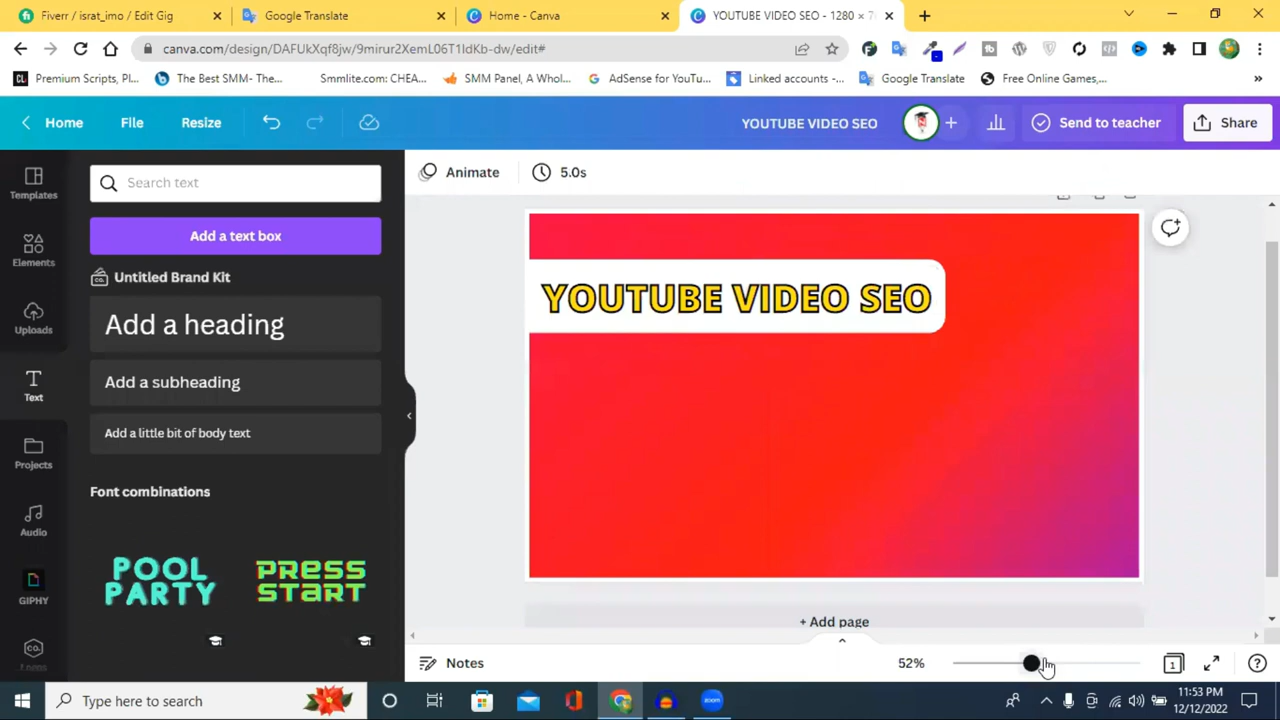 Fiverr / israt_imo / Edit Gig
Google Translate
Home - Canva
YOUTUBE VIDEO SEO - 1280 × 7
canva.com/design/DAFUkXqf8jw/9mirur2XemL06T1IdKb-dw/edit#
Premium Scripts, Pl...
The Best SMM- The...
Smmlite.com: CHEA...
SMM Panel, A Whol...
AdSense for YouTu...
Linked accounts -...
Google Translate
Free Online Games,...
Home
File
Resize
YOUTUBE VIDEO SEO
Send to teacher
Share
Templates
Elements
Uploads
Text
Projects
Audio
GIPHY
Search text
Add a text box
Untitled Brand Kit
Add a heading
Add a subheading
Add a little bit of body text
Font combinations
POOL
PARTY
PRESS
START
Animate
5.0s
YOUTUBE VIDEO SEO
+ Add page
Notes
52%
1
Type here to search
11:53 PM
12/12/2022